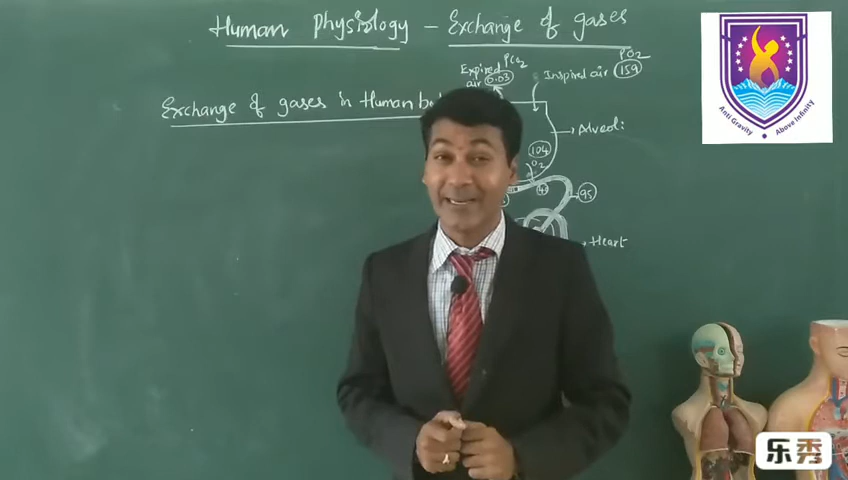 Human Physiology - Exchange of gases
Expired PCO2
air 0.03
Inspired air
PO2
159
Exchange of gases in Human
Alveoli
104
O2
95
Heart
Anti Gravity
Above Infinity
乐秀